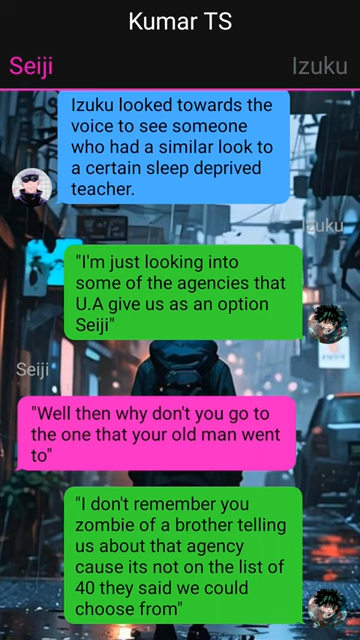 Kumar TS
Seiji
Izuku
Izuku looked towards the
voice to see someone
who had a similar look to
a certain sleep deprived
teacher.
Izuku
"I'm just looking into
some of the agencies that
U.A give us as an option
Seiji"
Seiji
"Well then why don't you go to
the one that your old man went
to"
"I don't remember you
zombie of a brother telling
us about that agency
cause its not on the list of
40 they said we could
choose from"